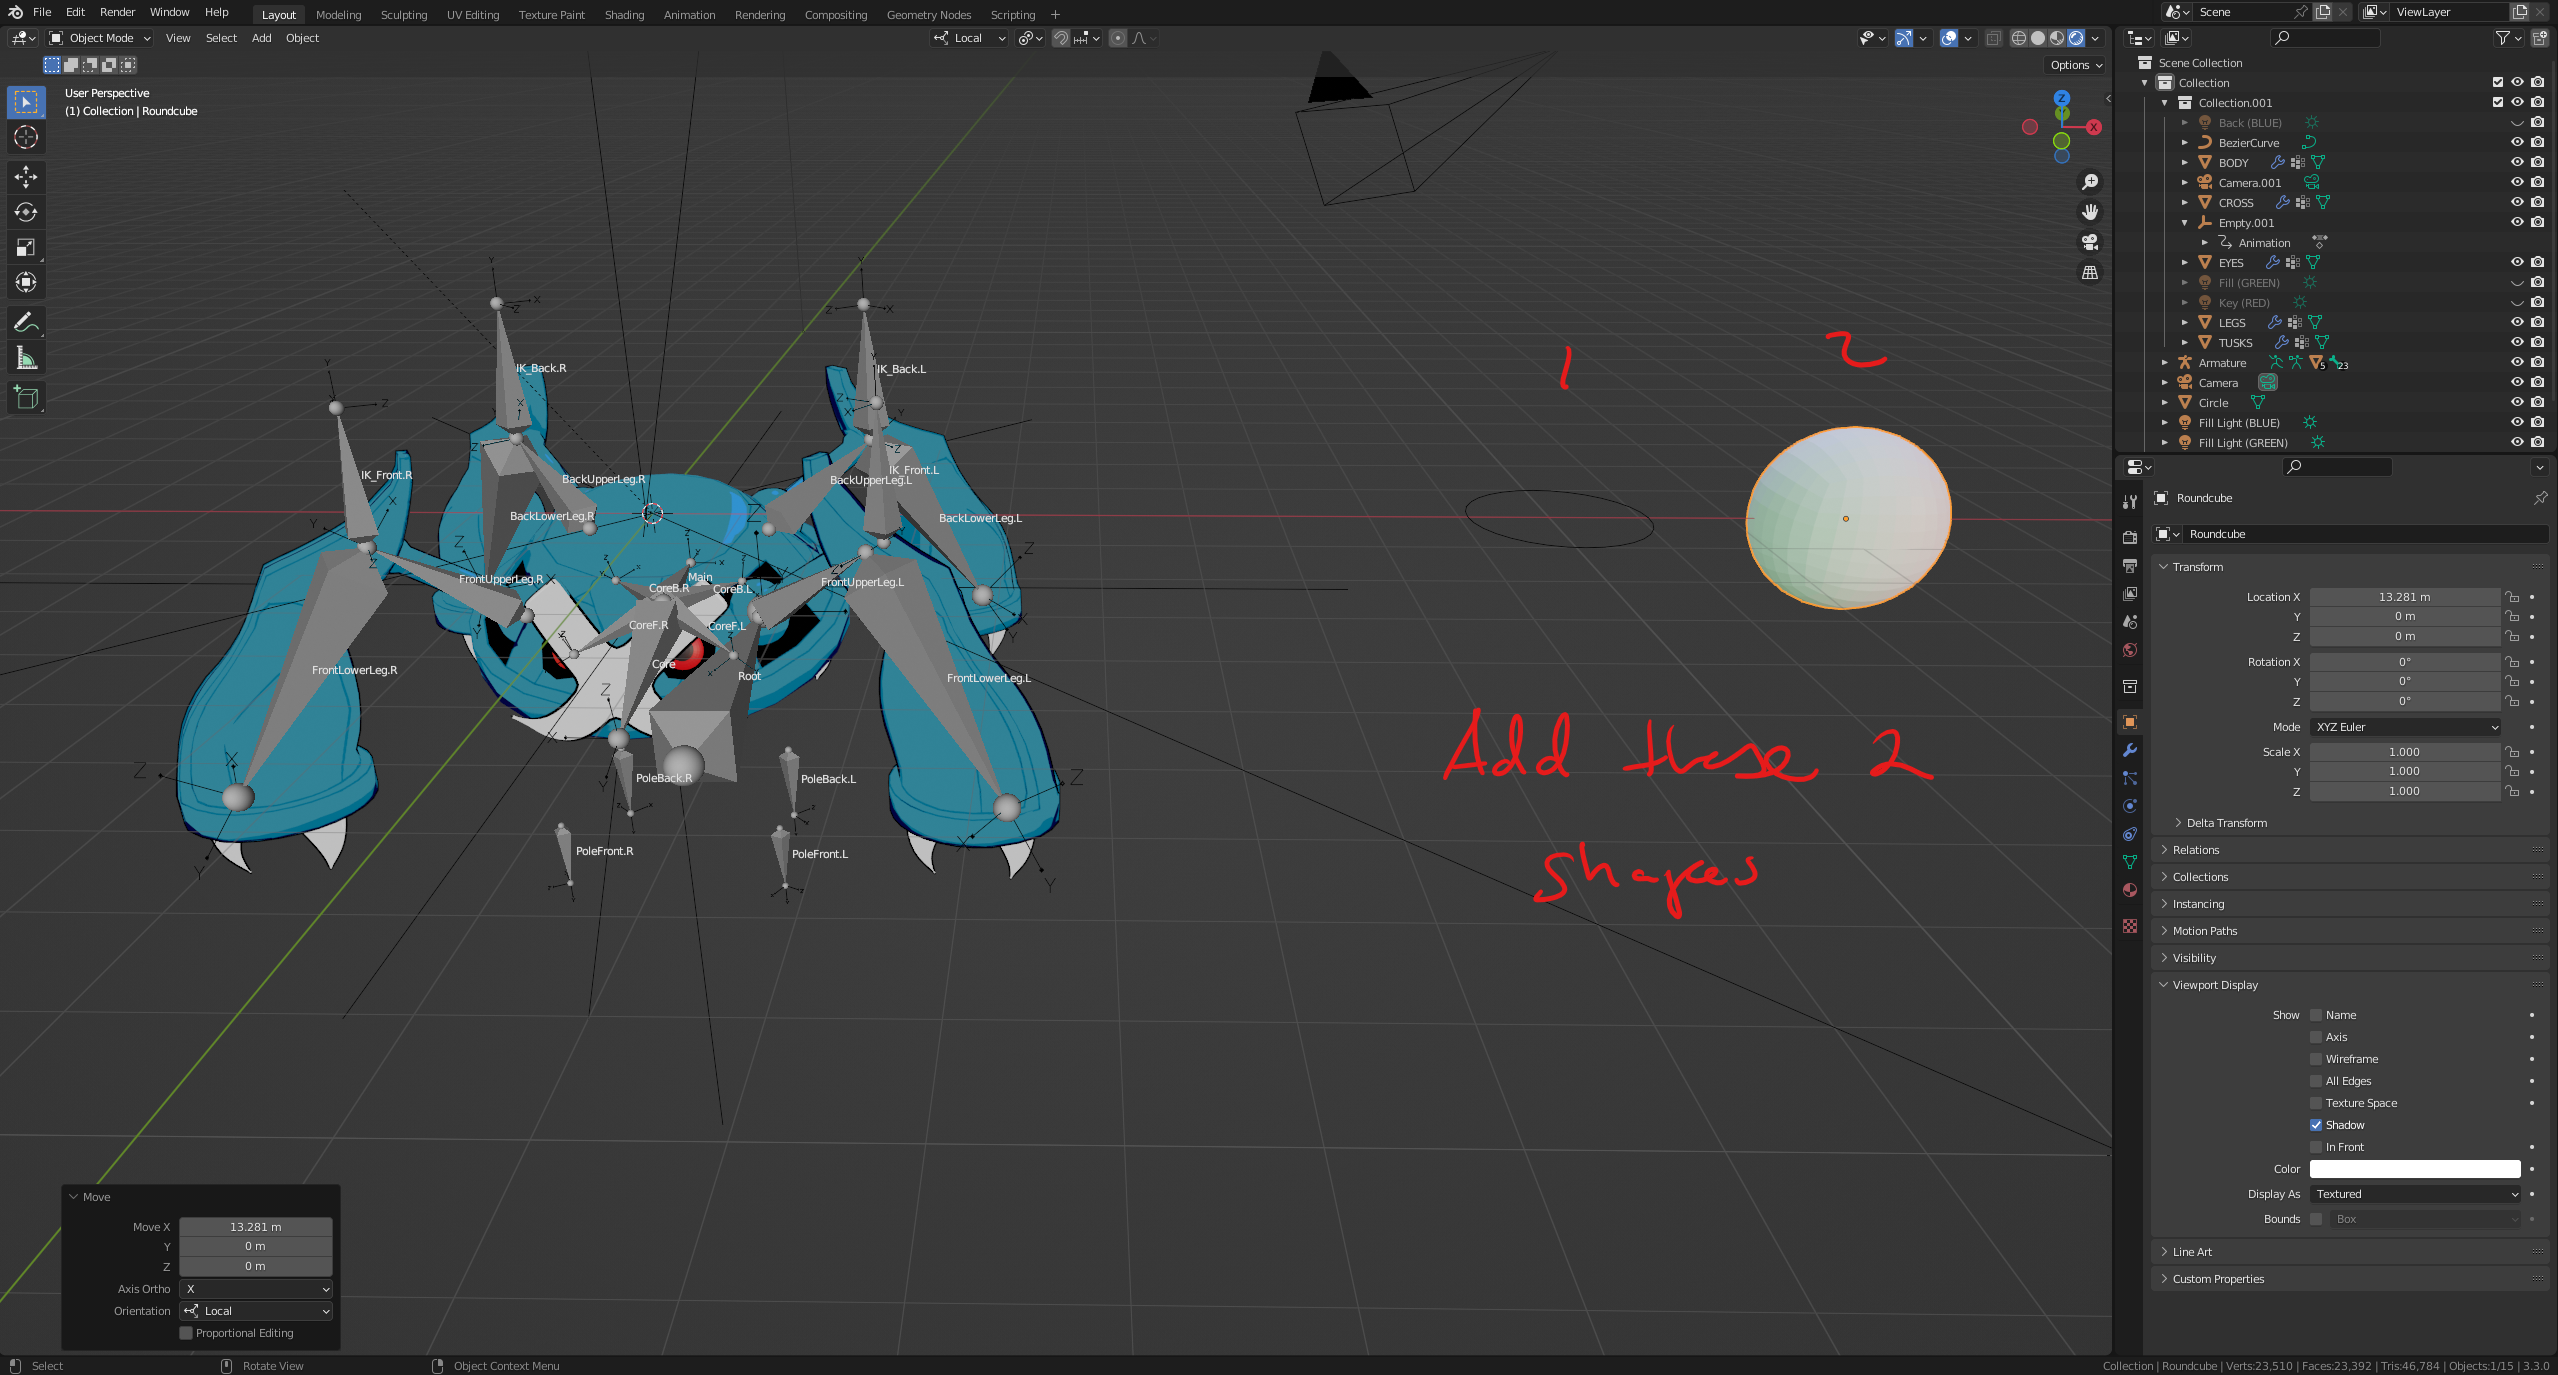 File Edit Render Window Help Layout Modeling Sculpting UV Editing Texture Paint Shading Animation Rendering Compositing Geometry Nodes Scripting + Scene ViewLayer
Object Mode View Select Add Object Local
Options
User Perspective
(1) Collection | Roundcube
Z
X
IK_Back.R
IK_Back.L
IK_Front.R
IK_Front.L
BackUpperLeg.R
BackUpperLeg.L
BackLowerLeg.R
BackLowerLeg.L
FrontUpperLeg.R
FrontUpperLeg.L
Main
CoreB.R
CoreB.L
CoreF.R
CoreF.L
Core
Root
FrontLowerLeg.R
FrontLowerLeg.L
PoleBack.R
PoleBack.L
PoleFront.R
PoleFront.L
1
2
Add these 2
Shapes
Move
Move X 13.281 m
Y 0 m
Z 0 m
Axis Ortho X
Orientation Local
Proportional Editing
Scene Collection
Collection
Collection.001
Back (BLUE)
BezierCurve
BODY
Camera.001
CROSS
Empty.001
Animation
EYES
Fill (GREEN)
Key (RED)
LEGS
TUSKS
Armature 5 23
Camera
Circle
Fill Light (BLUE)
Fill Light (GREEN)
Roundcube
Roundcube
Transform
Location X 13.281 m
Y 0 m
Z 0 m
Rotation X 0°
Y 0°
Z 0°
Mode XYZ Euler
Scale X 1.000
Y 1.000
Z 1.000
Delta Transform
Relations
Collections
Instancing
Motion Paths
Visibility
Viewport Display
Show Name
Axis
Wireframe
All Edges
Texture Space
Shadow
In Front
Color
Display As Textured
Bounds Box
Line Art
Custom Properties
Select Rotate View Object Context Menu Collection | Roundcube | Verts:23,510 | Faces:23,392 | Tris:46,784 | Objects:1/15 | 3.3.0